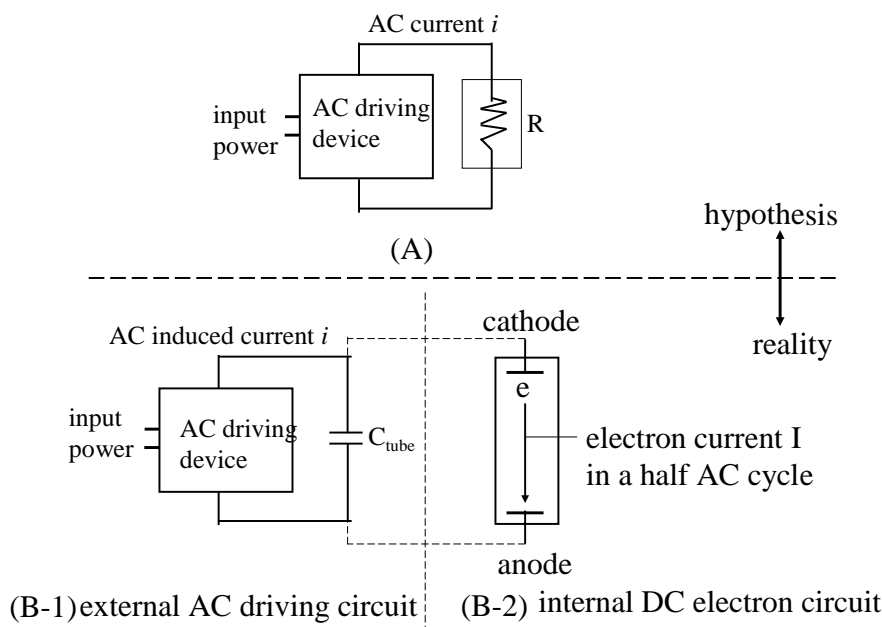 AC current i
input
power
AC driving
device
R
(A)
hypothesis
reality
AC induced current i
input
power
AC driving
device
C tube
cathode
e
electron current I
in a half AC cycle
anode
(B-1) external AC driving circuit
(B-2) internal DC electron circuit